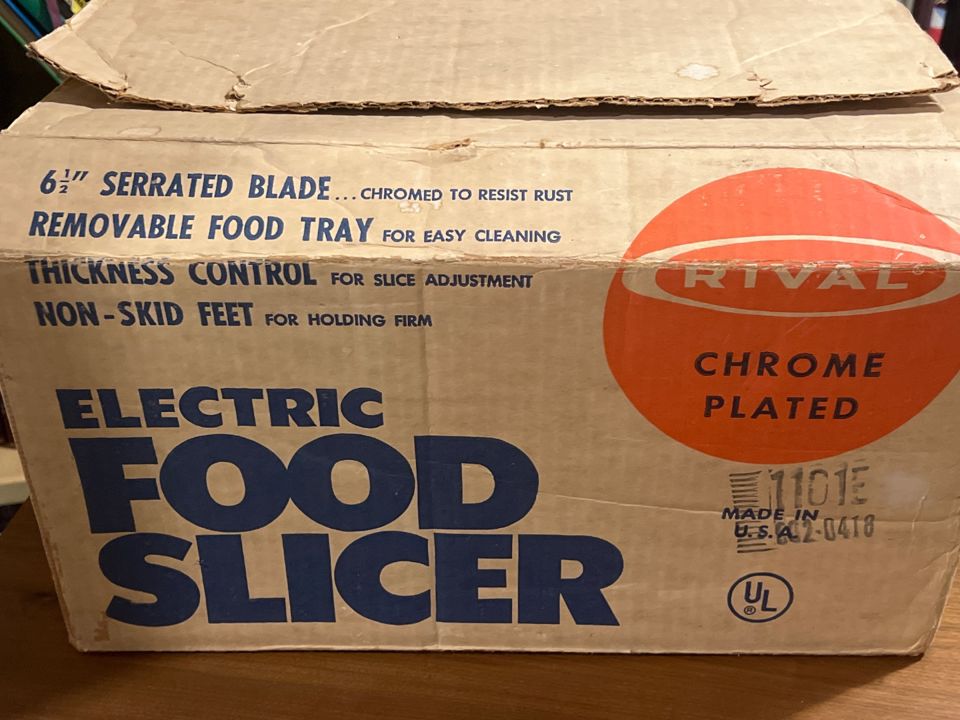 6½" SERRATED BLADE...CHROMED TO RESIST RUST
REMOVABLE FOOD TRAY FOR EASY CLEANING
THICKNESS CONTROL FOR SLICE ADJUSTMENT
NON-SKID FEET FOR HOLDING FIRM
ELECTRIC
FOOD
SLICER
RIVAL®
CHROME
PLATED
1101E
MADE IN
U.S.A.
UL
®